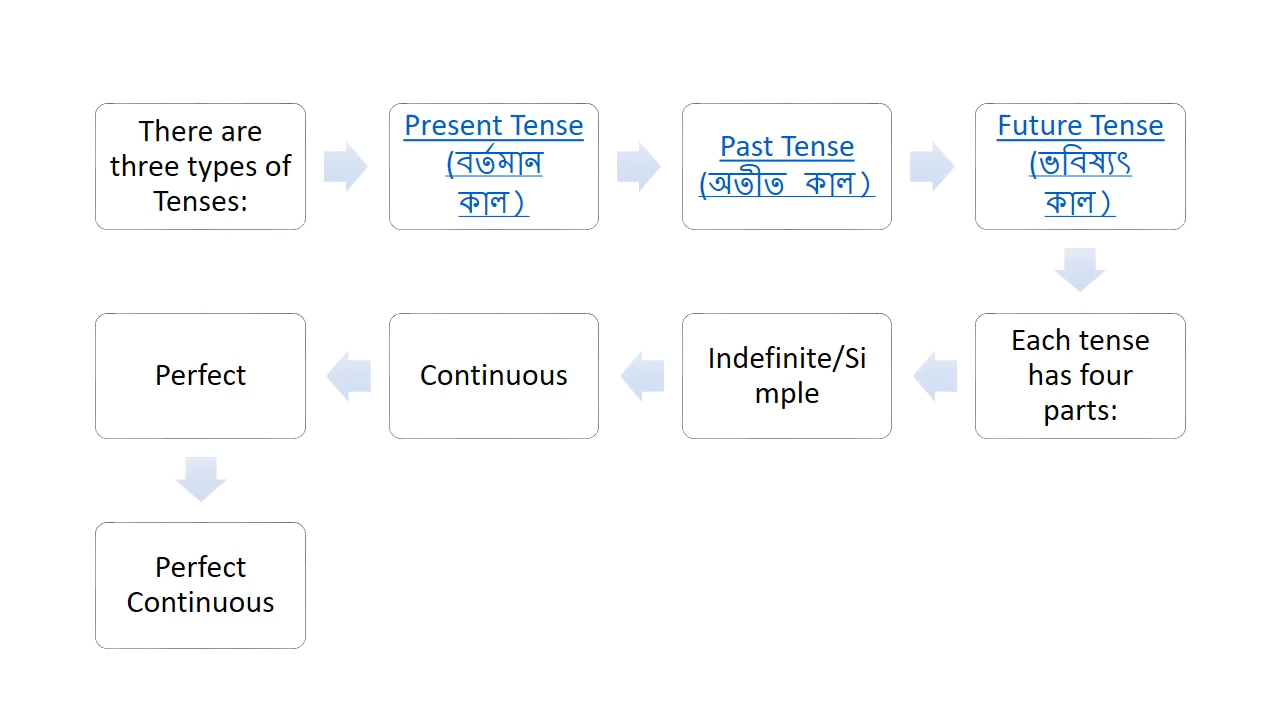 There are
three types of
Tenses:
Present Tense
(বর্তমান
কাল)
Past Tense
(অতীত কাল)
Future Tense
(ভবিষ্যৎ
কাল)
Each tense
has four
parts:
Indefinite/Si
mple
Continuous
Perfect
Perfect
Continuous